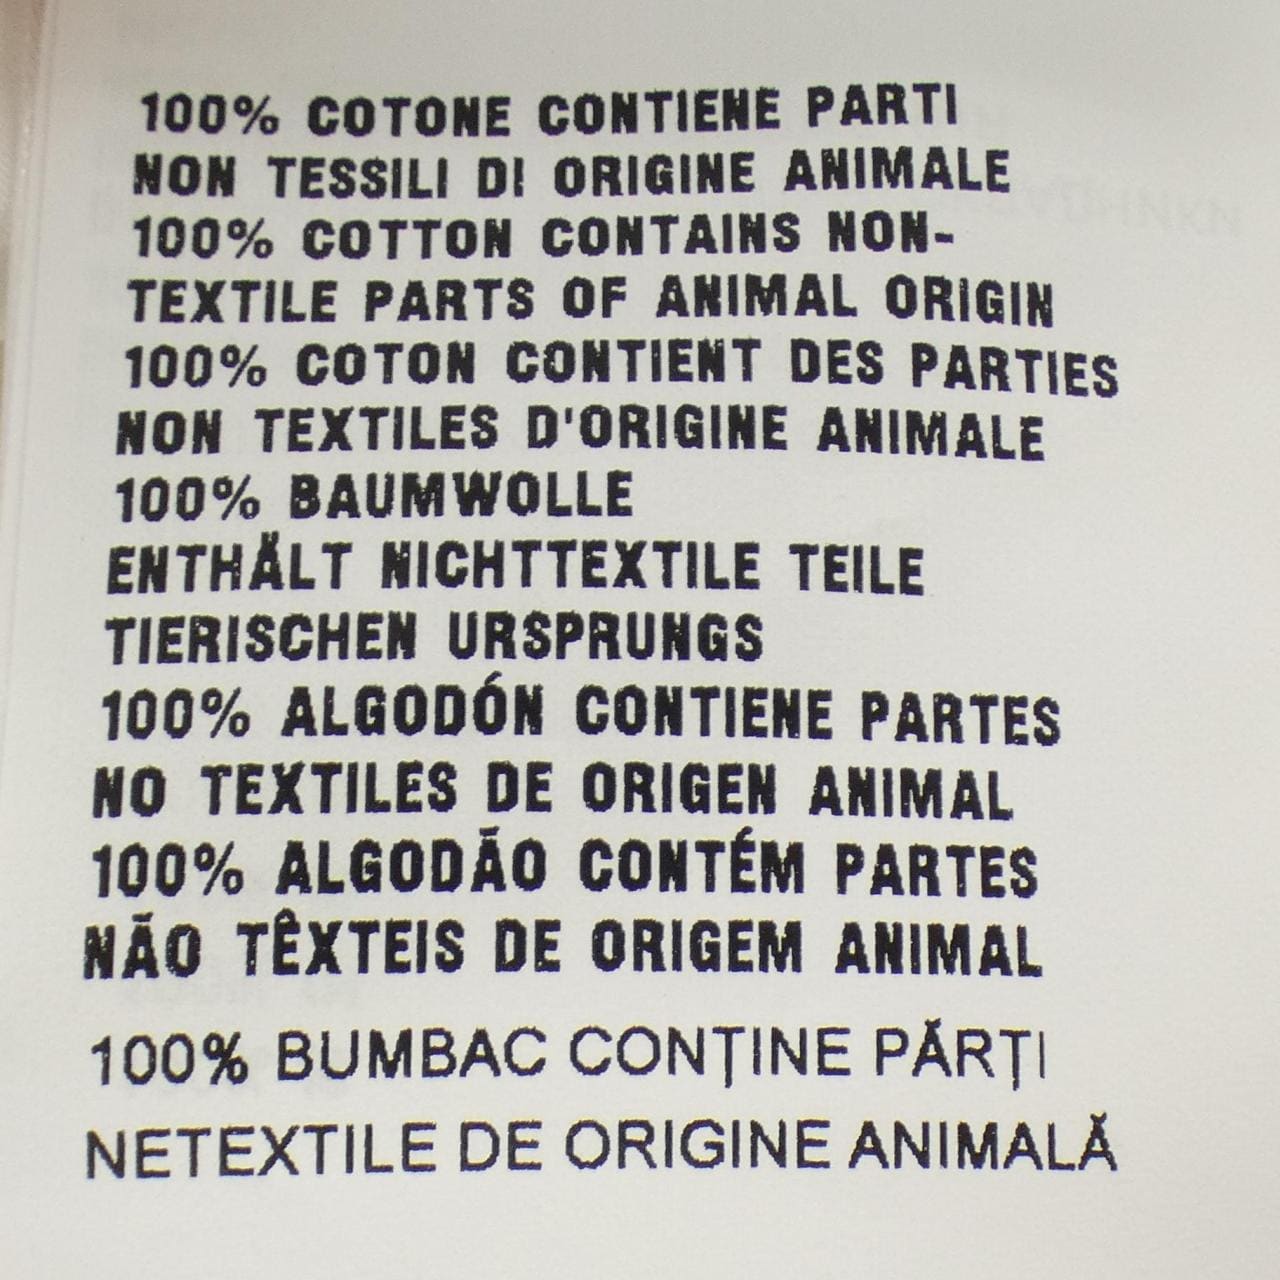 100% COTONE CONTIENE PARTI
NON TESSILI DI ORIGINE ANIMALE
100% COTTON CONTAINS NON-
TEXTILE PARTS OF ANIMAL ORIGIN
100% COTON CONTIENT DES PARTIES
NON TEXTILES D'ORIGINE ANIMALE
100% BAUMWOLLE
ENTHÄLT NICHTTEXTILE TEILE
TIERISCHEN URSPRUNGS
100% ALGODÓN CONTIENE PARTES
NO TEXTILES DE ORIGEN ANIMAL
100% ALGODÃO CONTÉM PARTES
NÃO TÊXTEIS DE ORIGEM ANIMAL
100% BUMBAC CONȚINE PĂRȚI
NETEXTILE DE ORIGINE ANIMALĂ